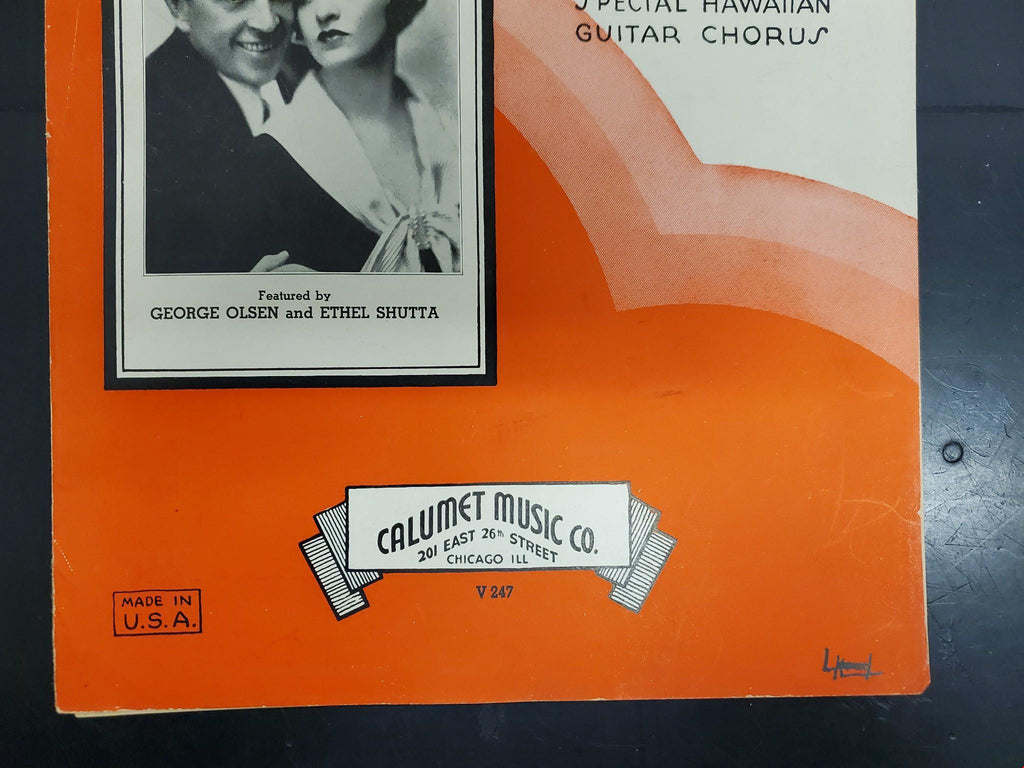 SPECIAL HAWAIIAN
GUITAR CHORUS
Featured by
GEORGE OLSEN and ETHEL SHUTTA
CALUMET MUSIC CO.
201 EAST 26th STREET
CHICAGO ILL
V 247
MADE IN
U.S.A.